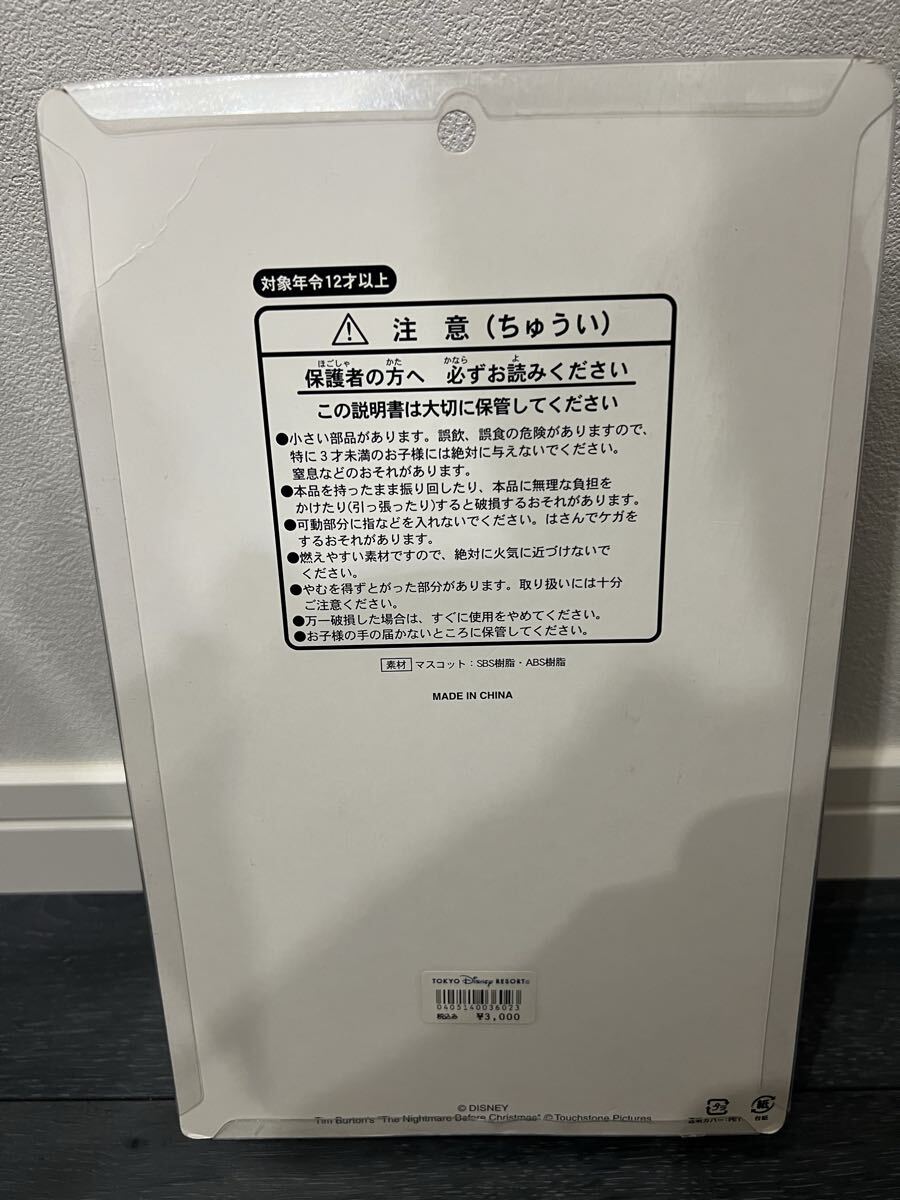 対象年令12才以上
注 意(ちゅうい)
ほごしゃ かた かなら よ
保護者の方へ 必ずお読みください
この説明書は大切に保管してください
●小さい部品があります。誤飲、誤食の危険がありますので、
特に3才未満のお子様には絶対に与えないでください。
窒息などのおそれがあります。
●本品を持ったまま振り回したり、本品に無理な負担を
かけたり(引っ張ったり)すると破損するおそれがあります。
●可動部分に指などを入れないでください。はさんでケガを
するおそれがあります。
●燃えやすい素材ですので、絶対に火気に近づけないで
ください。
●やむを得ずとがった部分があります。取り扱いには十分
ご注意ください。
●万一破損した場合は、すぐに使用をやめてください。
●お子様の手の届かないところに保管してください。
素材 マスコット:SBS樹脂・ABS樹脂
MADE IN CHINA
TOKYO Disney RESORT®
0405140036023
税込み ¥3,000
© DISNEY
Tim Burton's "The Nightmare Before Christmas" © Touchstone Pictures
プラ 紙
透明カバー:PET 台紙